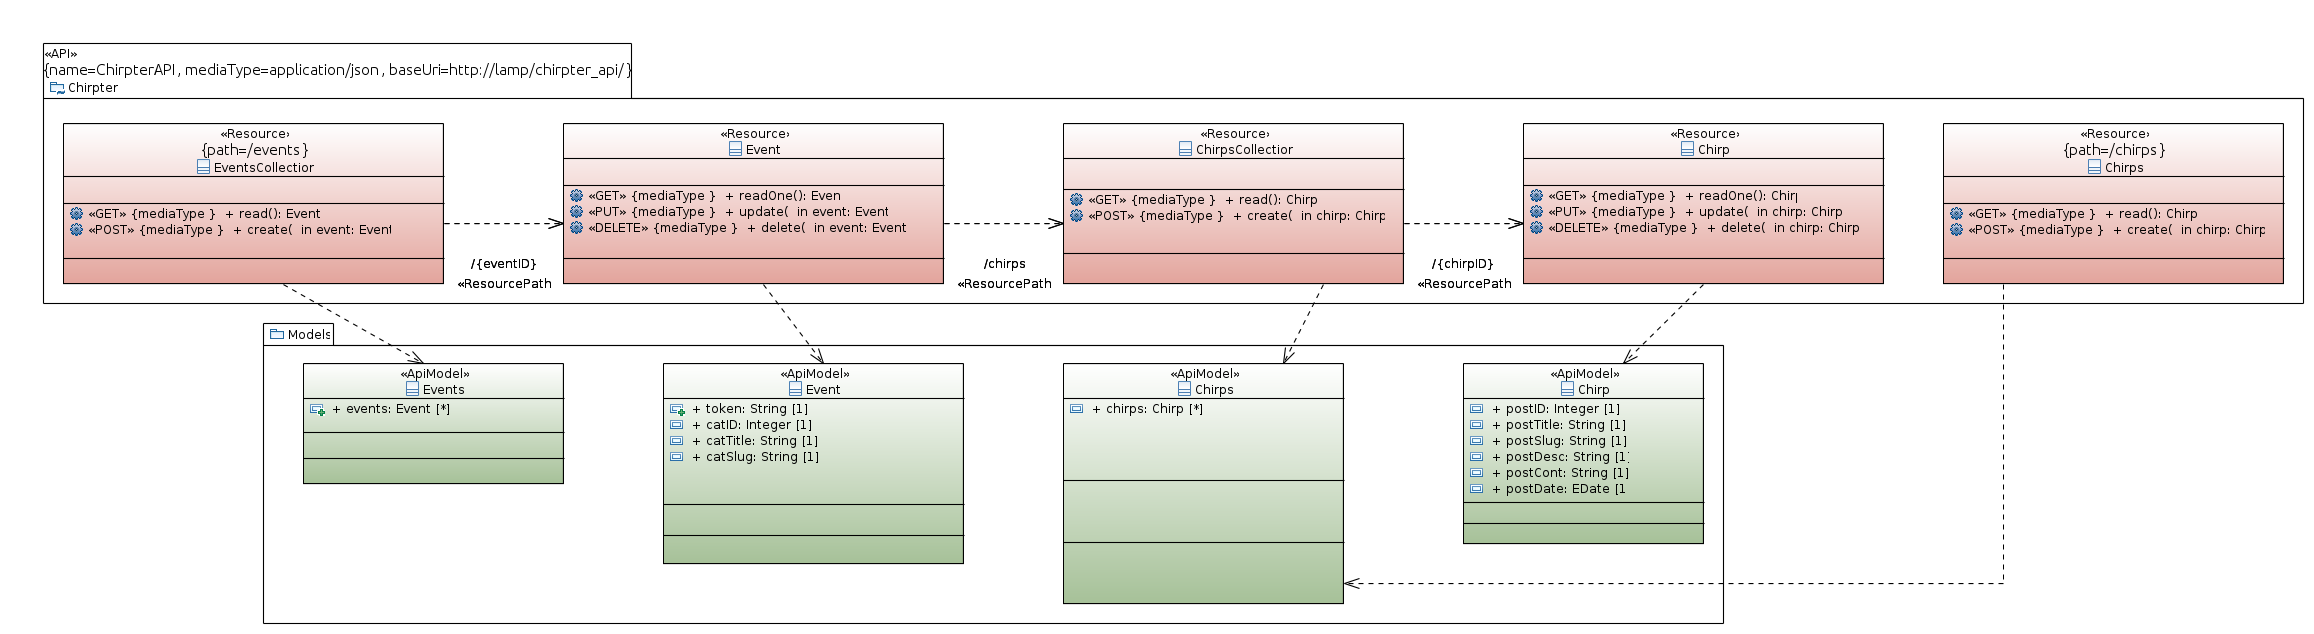 «API»
{name=ChirpterAPI, mediaType=application/json, baseUri=http://lamp/chirpter_api/}
Chirpter
«Resource›
{path=/events}
EventsCollectior
«GET» {mediaType } + read(): Event
«POST» {mediaType } + create( in event: Event
«Resource›
Event
«GET» {mediaType } + readOne(): Even
«PUT» {mediaType } + update( in event: Event
«DELETE» {mediaType } + delete( in event: Event
«Resource›
ChirpsCollectior
«GET» {mediaType } + read(): Chirp
«POST» {mediaType } + create( in chirp: Chirp
«Resource›
Chirp
«GET» {mediaType } + readOne(): Chirp
«PUT» {mediaType } + update( in chirp: Chirp
«DELETE» {mediaType } + delete( in chirp: Chirp
«Resource›
{path=/chirps}
Chirps
«GET» {mediaType } + read(): Chirp
«POST» {mediaType } + create( in chirp: Chirp
/{eventID}
«ResourcePath
/chirps
«ResourcePath
/{chirpID}
«ResourcePath
Models
«ApiModel»
Events
+ events: Event [*]
«ApiModel»
Event
+ token: String [1]
+ catID: Integer [1]
+ catTitle: String [1]
+ catSlug: String [1]
«ApiModel»
Chirps
+ chirps: Chirp [*]
«ApiModel»
Chirp
+ postID: Integer [1]
+ postTitle: String [1]
+ postSlug: String [1]
+ postDesc: String [1]
+ postCont: String [1]
+ postDate: EDate [1